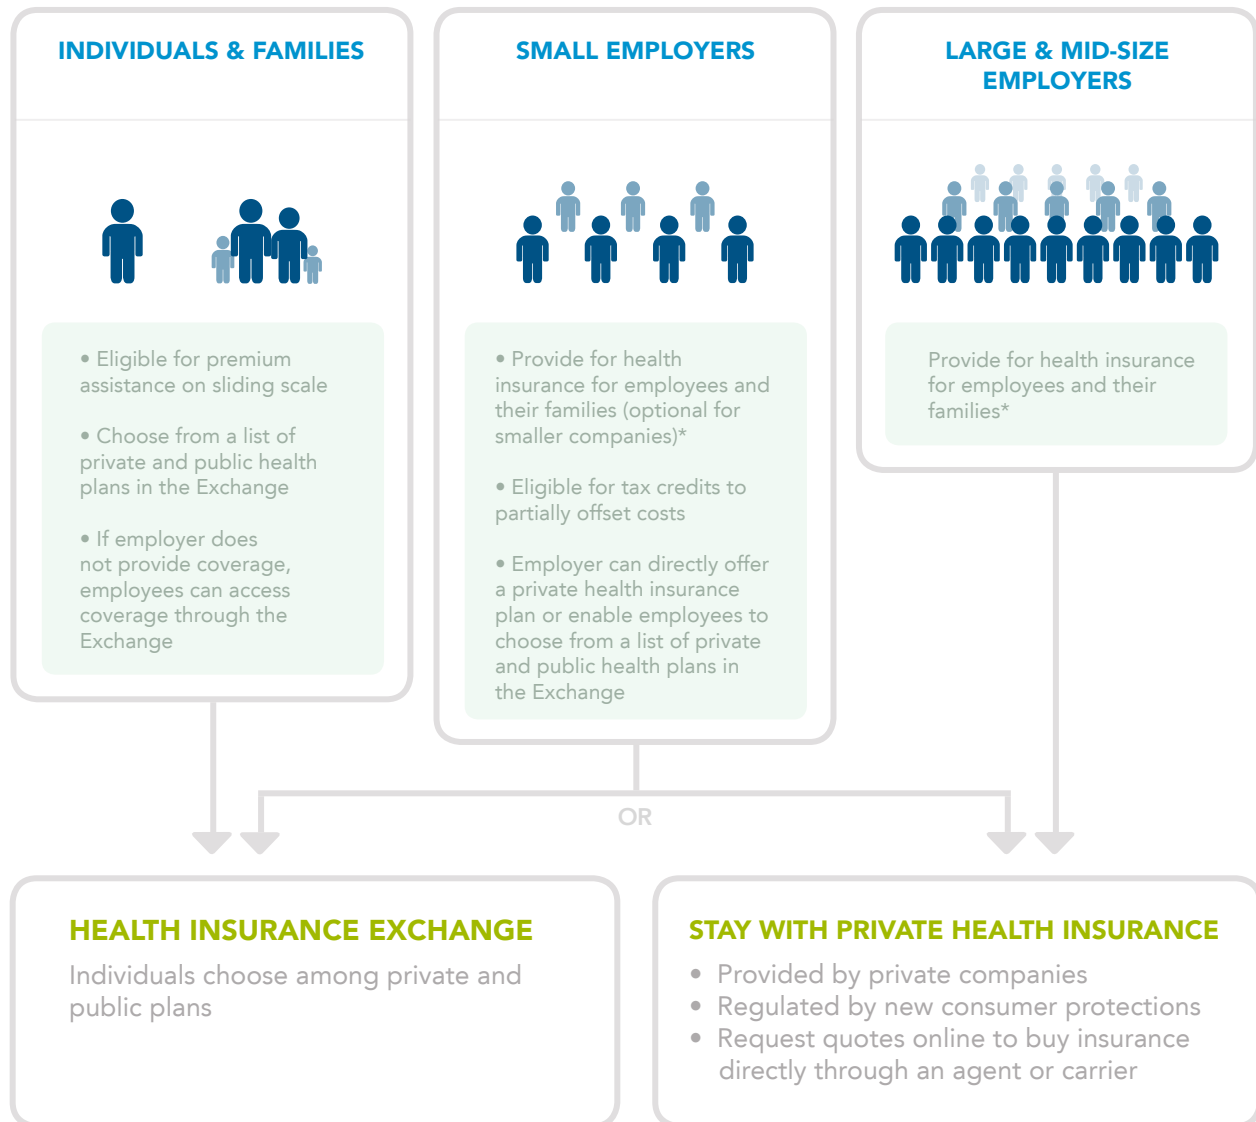 INDIVIDUALS & FAMILIES
• Eligible for premium
assistance on sliding scale
• Choose from a list of
private and public health
plans in the Exchange
• If employer does
not provide coverage,
employees can access
coverage through the
Exchange
SMALL EMPLOYERS
• Provide for health
insurance for employees and
their families (optional for
smaller companies)*
• Eligible for tax credits to
partially offset costs
• Employer can directly offer
a private health insurance
plan or enable employees to
choose from a list of private
and public health plans in
the Exchange
LARGE & MID-SIZE
EMPLOYERS
Provide for health insurance
for employees and their
families*
OR
HEALTH INSURANCE EXCHANGE
Individuals choose among private and
public plans
STAY WITH PRIVATE HEALTH INSURANCE
• Provided by private companies
• Regulated by new consumer protections
• Request quotes online to buy insurance
directly through an agent or carrier